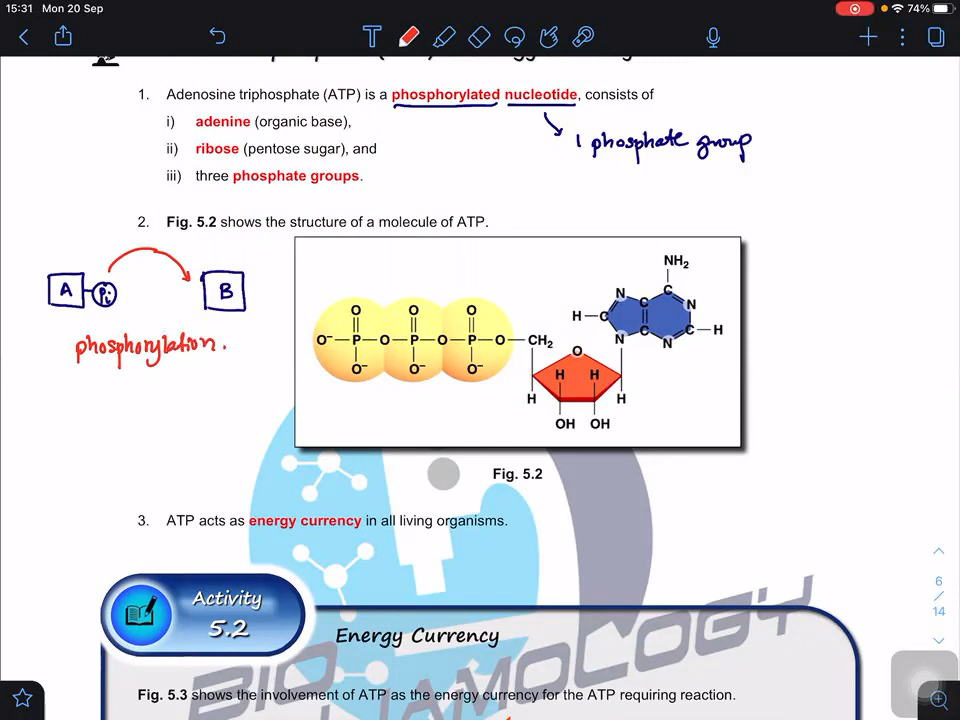 15:31 Mon 20 Sep 74%
1. Adenosine triphosphate (ATP) is a phosphorylated nucleotide, consists of
i) adenine (organic base),
1 phosphate group
ii) ribose (pentose sugar), and
iii) three phosphate groups.
2. Fig. 5.2 shows the structure of a molecule of ATP.
A Pi B
phosphorylation.
NH2
N C N
O O O H C C
O⁻ P O P O P O CH2 N C N C H
O⁻ O⁻ O⁻ O
H H
H H
OH OH
Fig. 5.2
3. ATP acts as energy currency in all living organisms.
6
/
14
Activity
5.2
Energy Currency
BIO
Fig. 5.3 shows the involvement of ATP as the energy currency for the ATP requiring reaction.